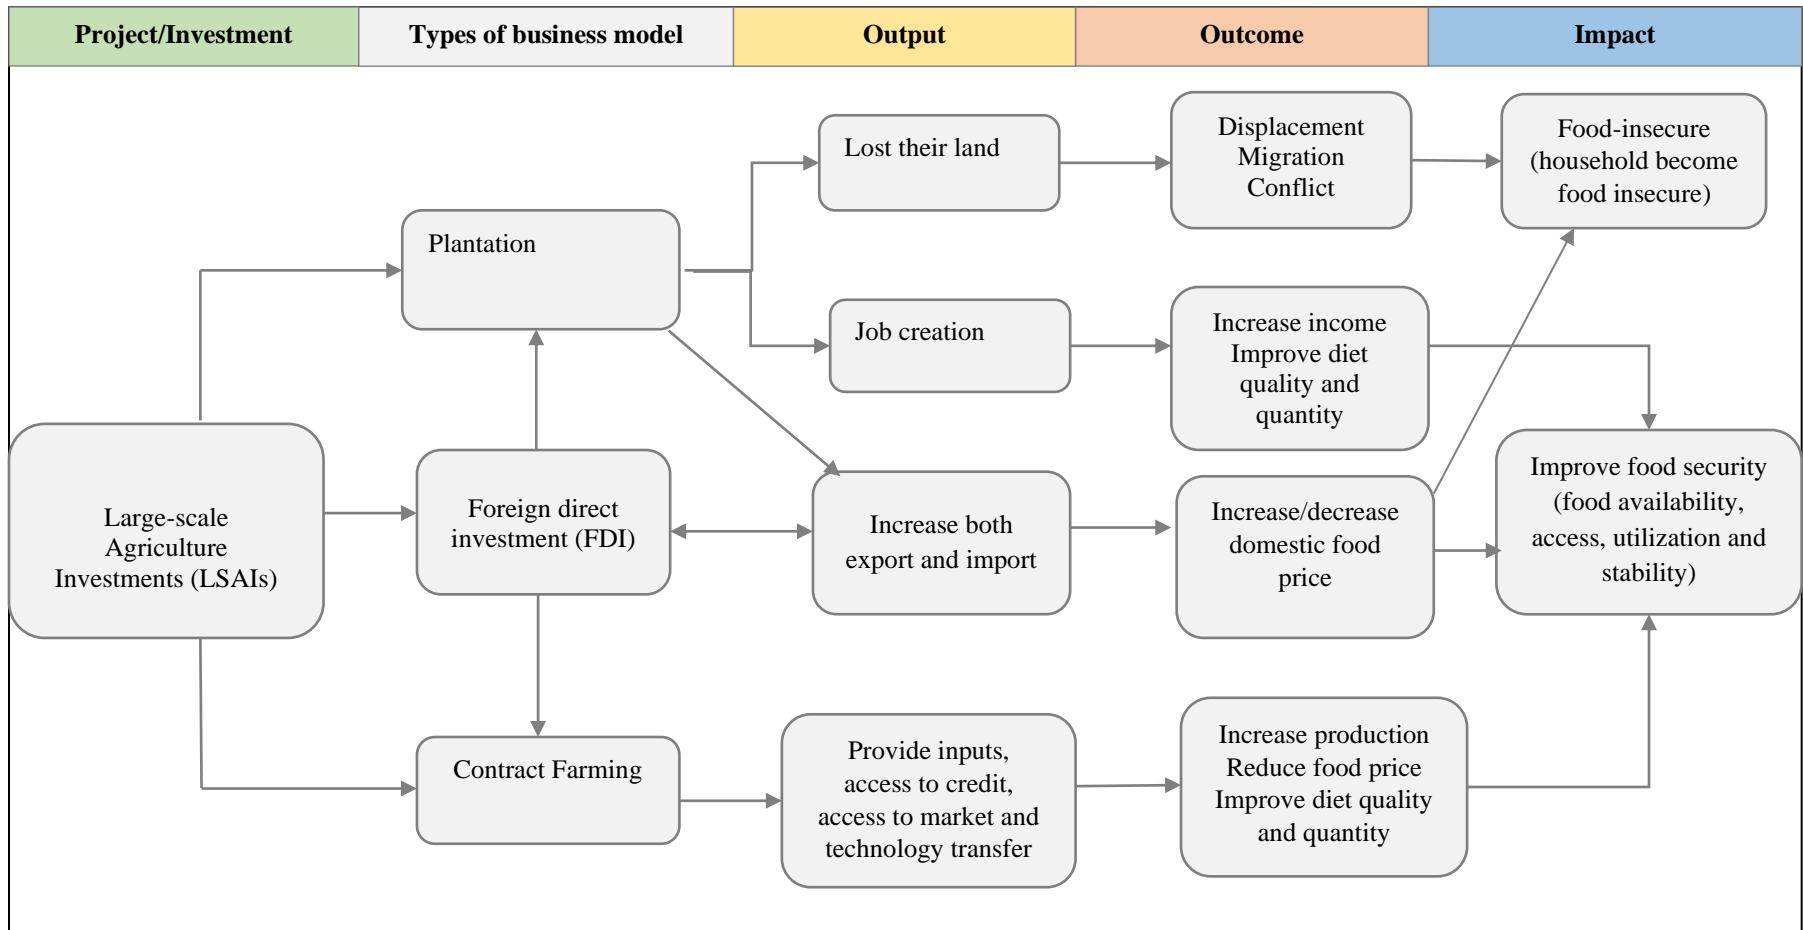 Project/Investment
Types of business model
Output
Outcome
Impact
Lost their land
Displacement
Migration
Conflict
Food-insecure
(household become
food insecure)
Plantation
Job creation
Increase income
Improve diet
quality and
quantity
Large-scale
Agriculture
Investments (LSAIs)
Foreign direct
investment (FDI)
Increase both
export and import
Increase/decrease
domestic food
price
Improve food security
(food availability,
access, utilization and
stability)
Contract Farming
Provide inputs,
access to credit,
access to market and
technology transfer
Increase production
Reduce food price
Improve diet quality
and quantity